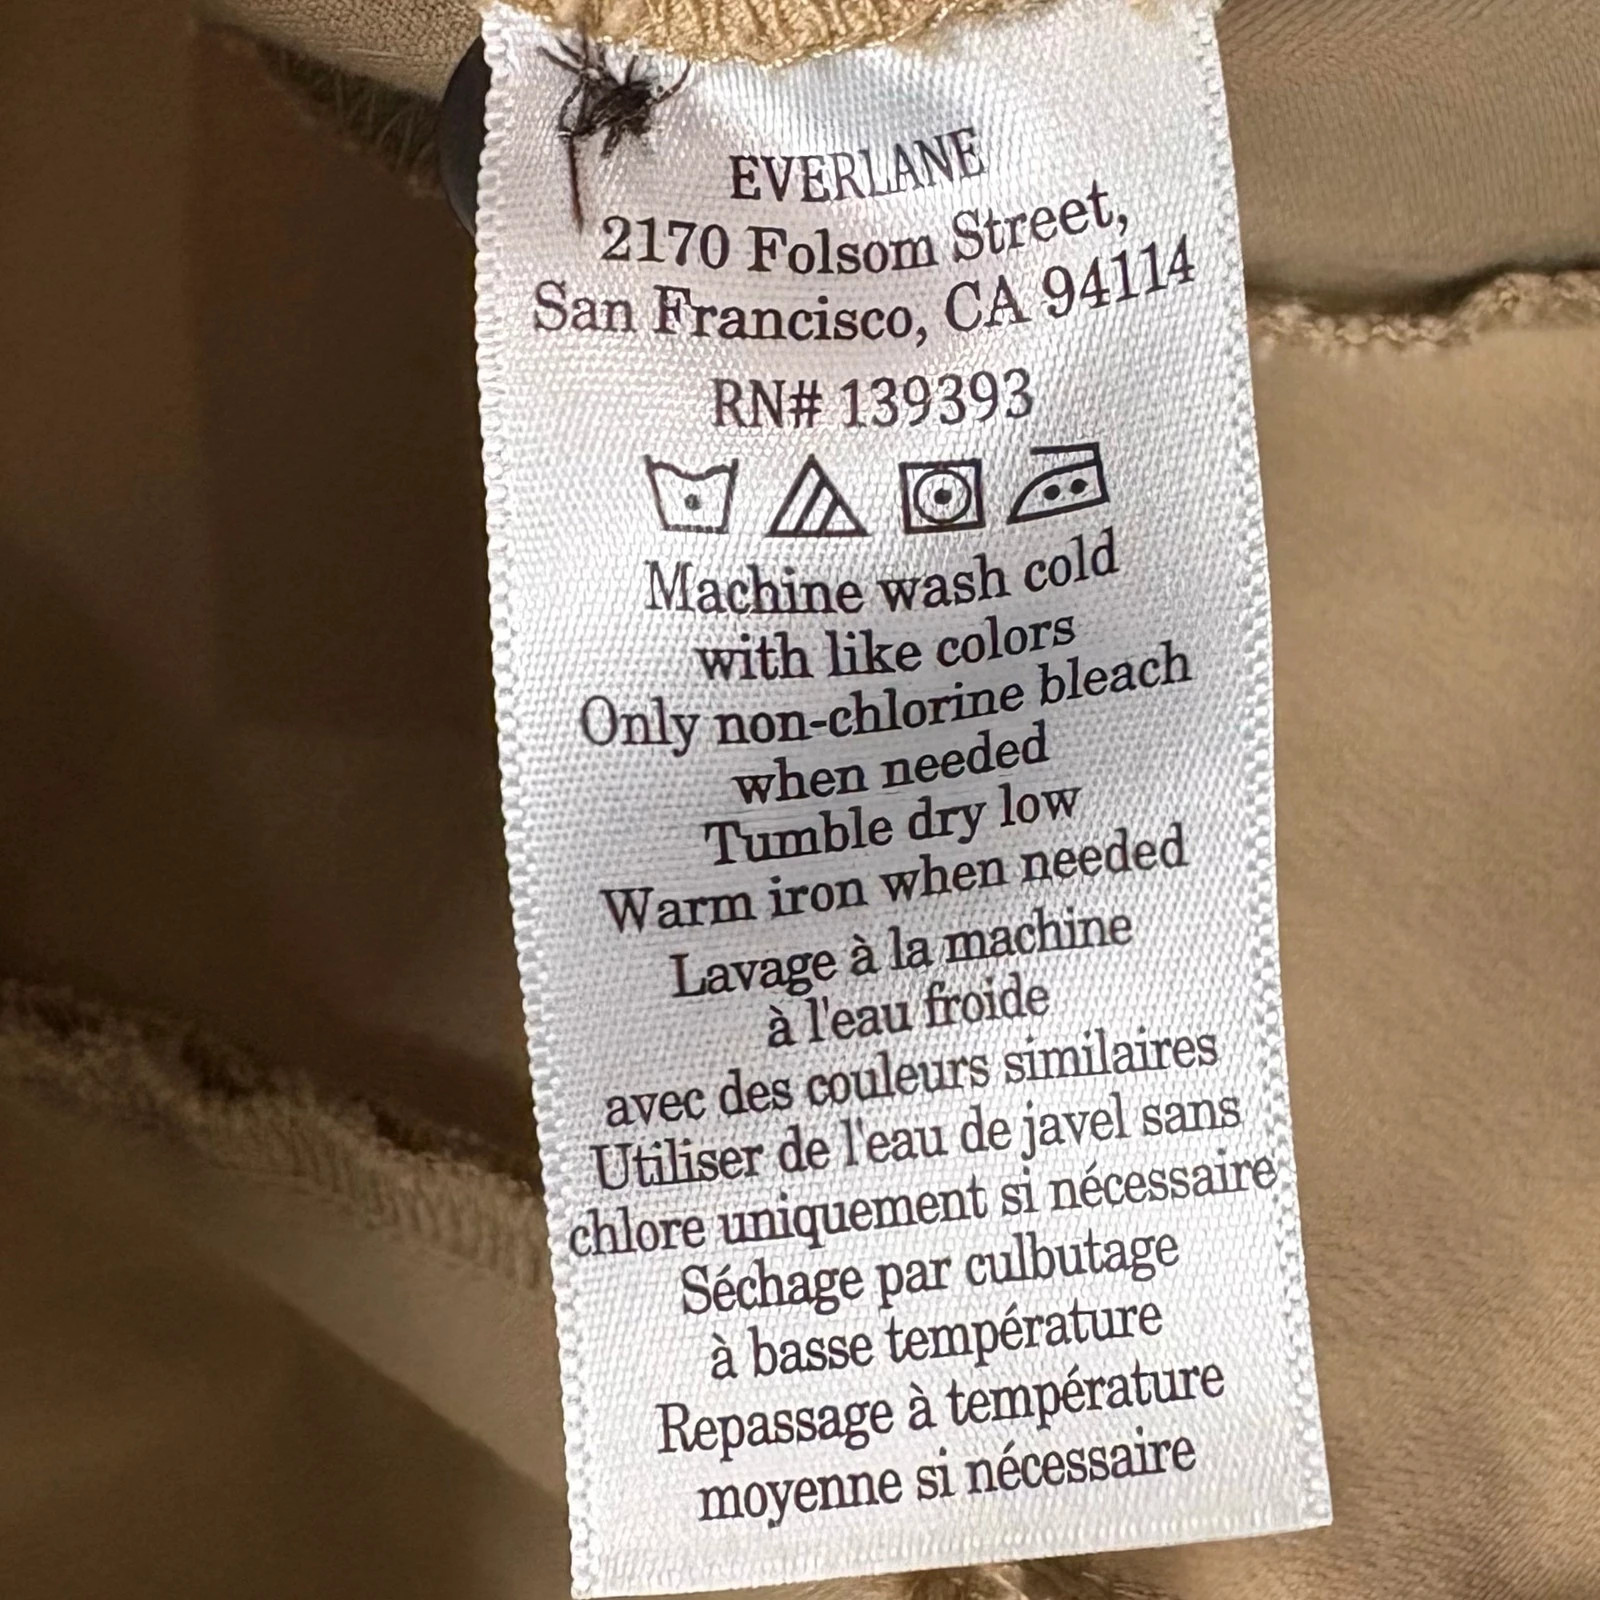 EVERLANE
2170 Folsom Street,
San Francisco, CA 94114
RN# 139393
Machine wash cold
with like colors
Only non-chlorine bleach
when needed
Tumble dry low
Warm iron when needed
Lavage à la machine
à l'eau froide
avec des couleurs similaires
Utiliser de l'eau de javel sans
chlore uniquement si nécessaire
Séchage par culbutage
à basse température
Repassage à température
moyenne si nécessaire